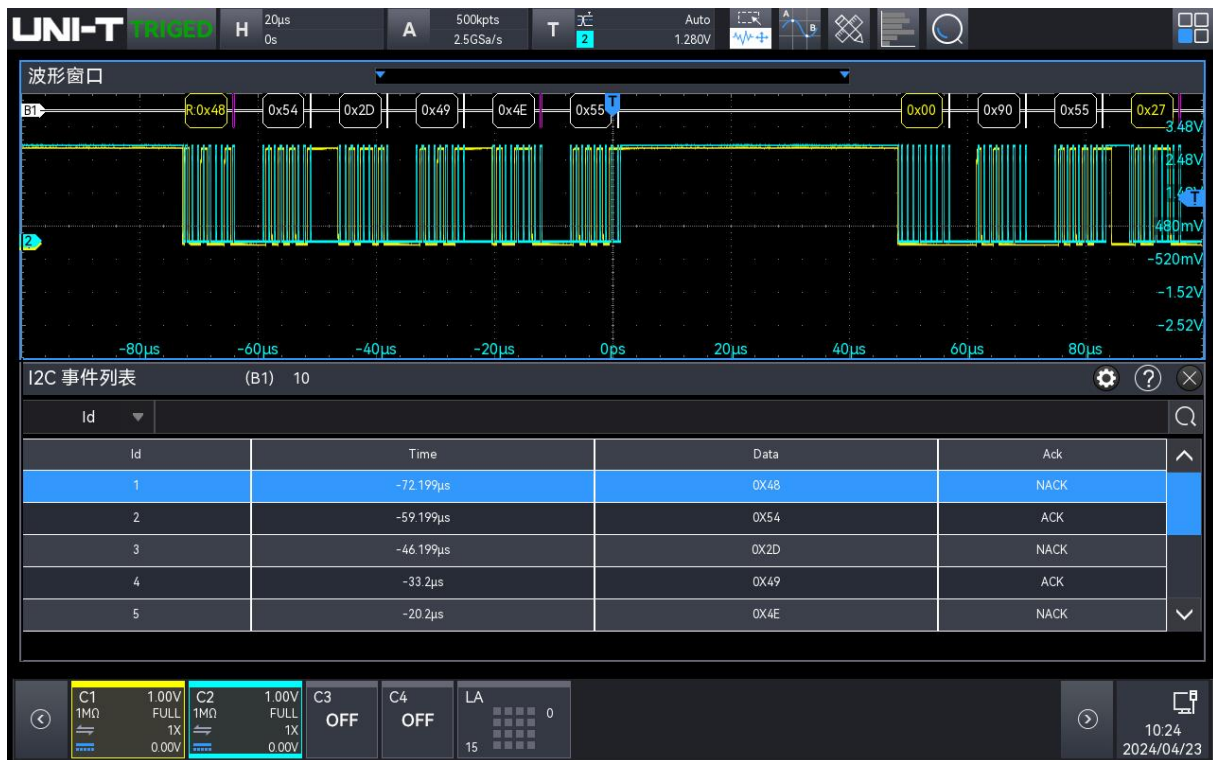 UNI-T TRIGED H 20μs 0s A 500kpts 2.5GSa/s T 2 Auto 1.280V A B
波形窗口
B1 R:0x48 0x54 0x2D 0x49 0x4E 0x55 T 0x00 0x90 0x55 0x27
3.48V
2.48V
T
2 480mV
-520mV
-1.52V
-2.52V
-80μs -60μs -40μs -20μs 0ps 20μs 40μs 60μs 80μs
I2C 事件列表 (B1) 10
Id
Id Time Data Ack
1 -72.199μs 0X48 NACK
2 -59.199μs 0X54 ACK
3 -46.199μs 0X2D NACK
4 -33.2μs 0X49 ACK
5 -20.2μs 0X4E NACK
C1 1.00V C2 1.00V C3 C4 LA
1MΩ FULL 1MΩ FULL OFF OFF 0
1X 1X
0.00V 0.00V 15
10:24
2024/04/23